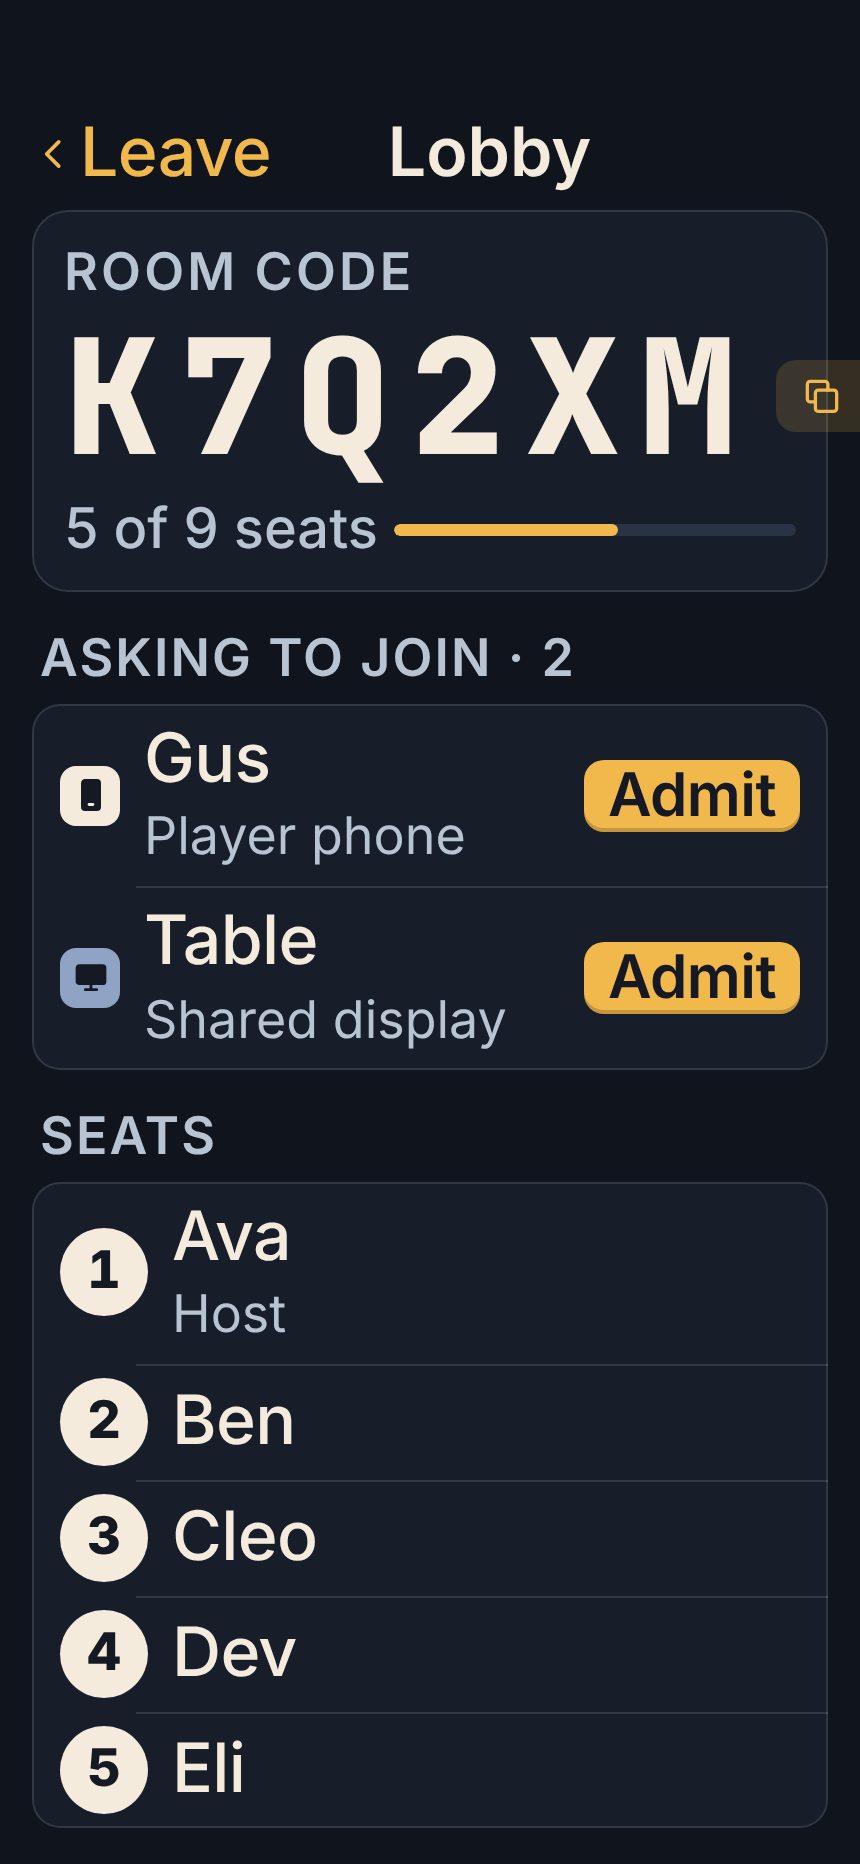 Leave Lobby
ROOM CODE
K7Q2XM
5 of 9 seats
ASKING TO JOIN · 2
Gus
Player phone
Admit
Table
Shared display
Admit
SEATS
1 Ava
Host
2 Ben
3 Cleo
4 Dev
5 Eli